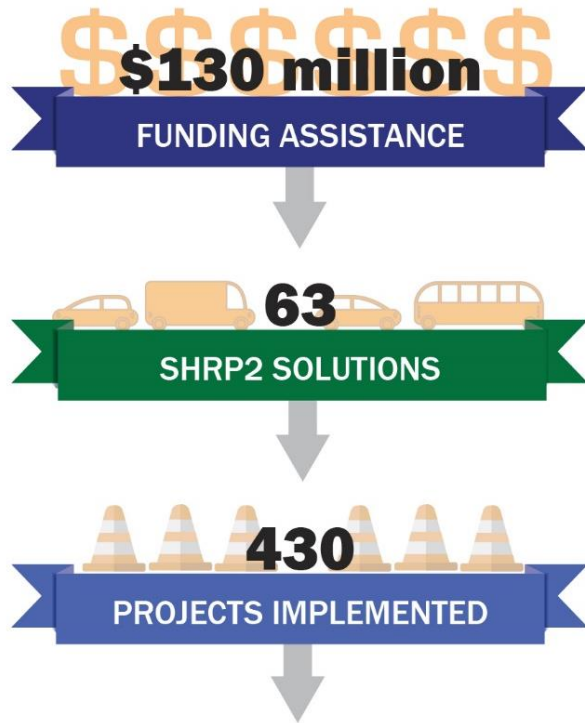 $130 million
FUNDING ASSISTANCE
63
SHRP2 SOLUTIONS
430
PROJECTS IMPLEMENTED